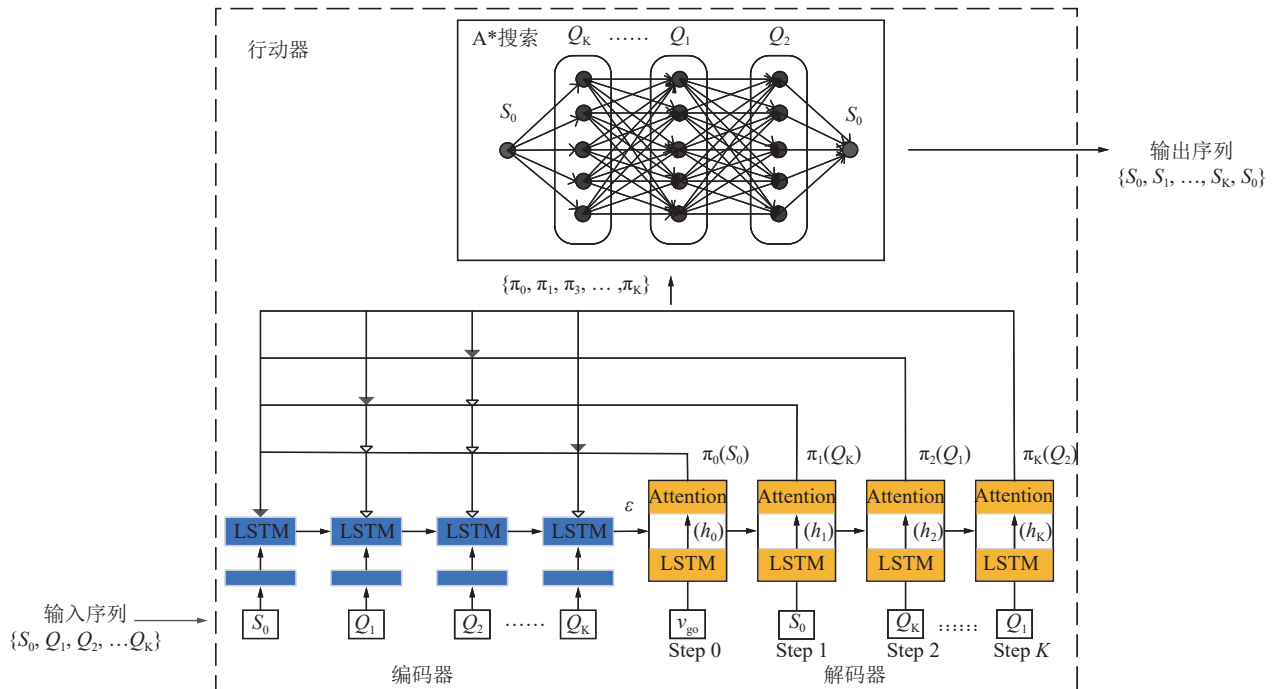 行动器
A*搜索
Q_K …… Q_1 Q_2
S_0
S_0
输出序列
{S_0, S_1, …, S_K, S_0}
{π_0, π_1, π_3, … ,π_K}
π_0(S_0) π_1(Q_K) π_2(Q_1) π_K(Q_2)
Attention Attention Attention Attention
ε
LSTM LSTM LSTM LSTM
(h_0) (h_1) (h_2) (h_K)
LSTM LSTM LSTM LSTM
输入序列
{S_0, Q_1, Q_2, …Q_K}
S_0 Q_1 Q_2 …… Q_K v_go S_0 Q_K …… Q_1
Step 0 Step 1 Step 2 Step K
编码器 解码器